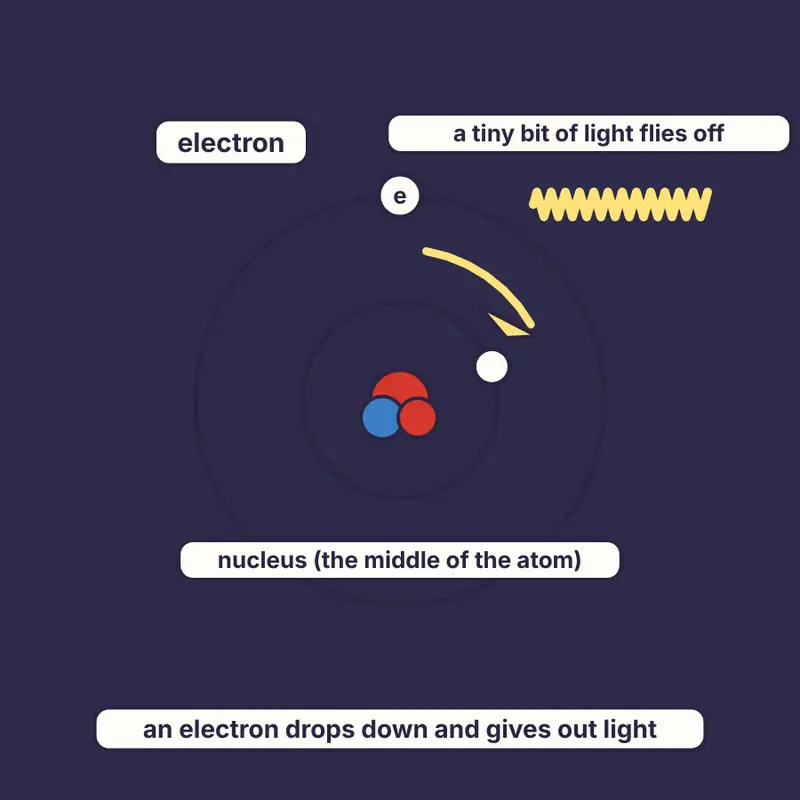 electron
a tiny bit of light flies off
e
nucleus (the middle of the atom)
an electron drops down and gives out light